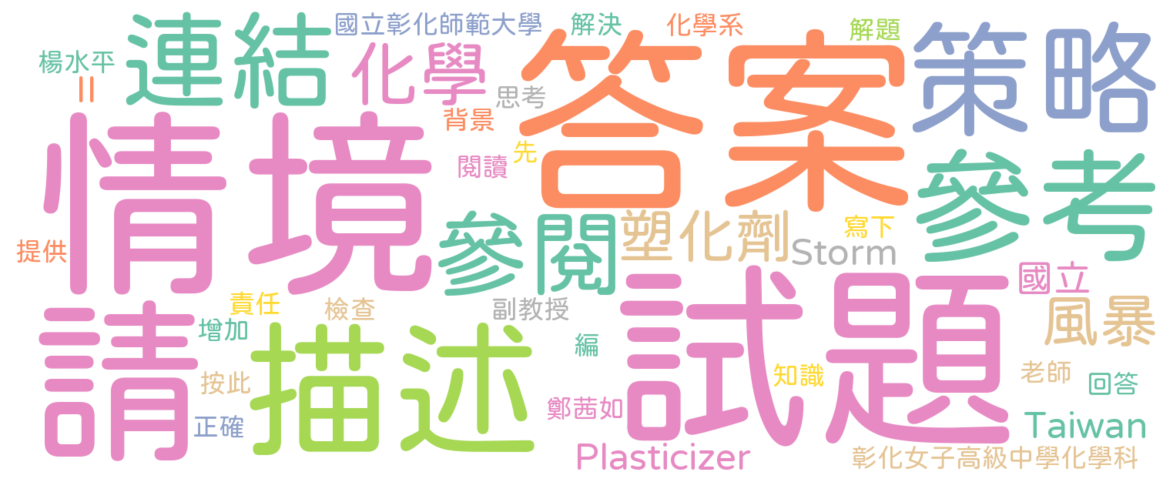 國立彰化師範大學 解決 化學系 解題
連結 化學 答案 策略
楊水平
II
思考
背景
情境 先 閱讀 參考
提供 參閱 塑化劑 寫下
Storm 國立
責任 檢查 副教授 試題 風暴
請 增加 描述 編
按此 知識 老師 回答
正確 鄭茜如 Taiwan
Plasticizer 彰化女子高級中學化學科